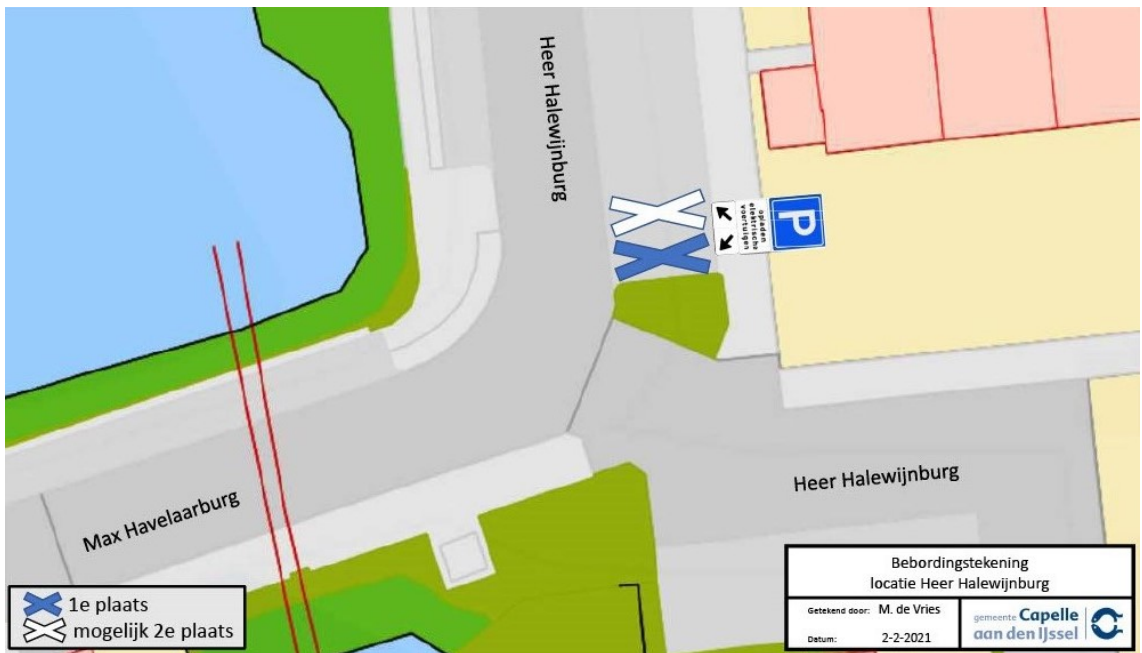 Heer Halewijnburg
P
opladen
elektrische
voertuigen
Heer Halewijnburg
Max Havelaarburg
1e plaats
mogelijk 2e plaats
Bebordingstekening
locatie Heer Halewijnburg
Getekend door: M. de Vries
Datum: 2-2-2021
gemeente Capelle
aan den IJssel